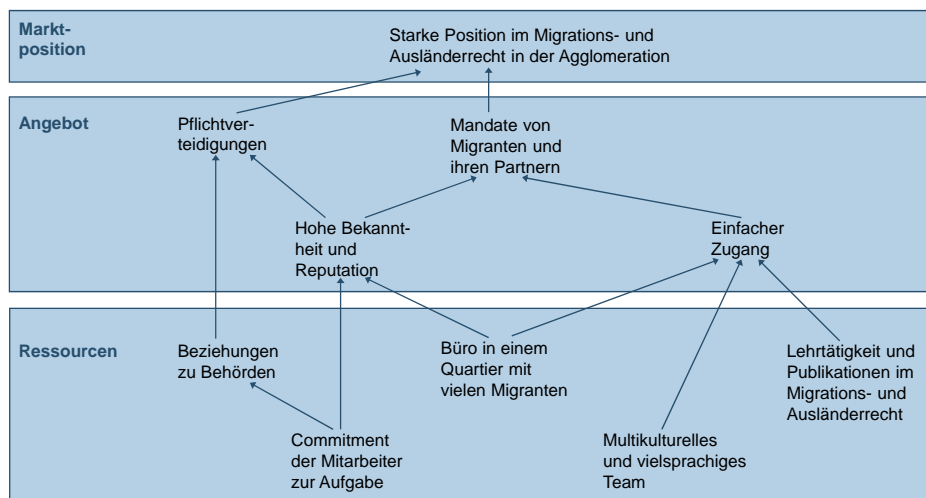 Markt-
position
Starke Position im Migrations- und
Ausländerrecht in der Agglomeration
Angebot
Pflichtver-
teidigungen
Mandate von
Migranten und
ihren Partnern
Hohe Bekannt-
heit und
Reputation
Einfacher
Zugang
Ressourcen
Beziehungen
zu Behörden
Büro in einem
Quartier mit
vielen Migranten
Lehrtätigkeit und
Publikationen im
Migrations- und
Ausländerrecht
Commitment
der Mitarbeiter
zur Aufgabe
Multikulturelles
und vielsprachiges
Team